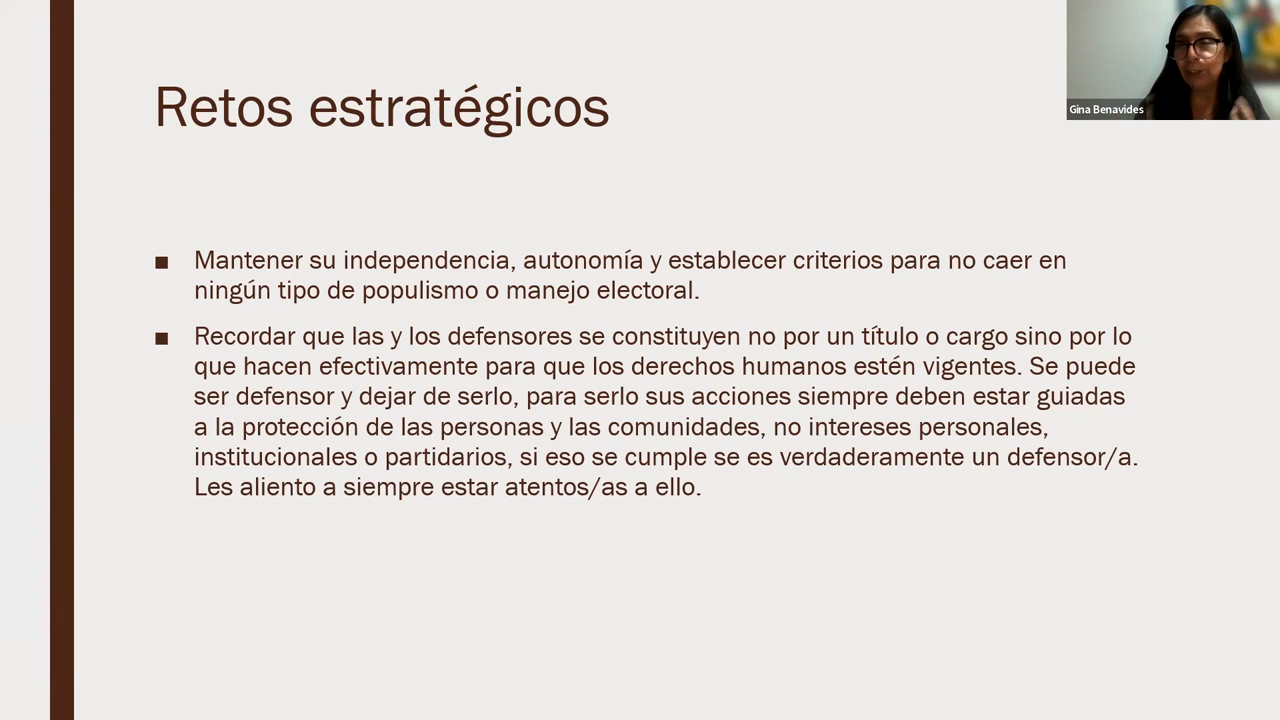 Retos estratégicos
Gina Benavides
■ Mantener su independencia, autonomía y establecer criterios para no caer en
ningún tipo de populismo o manejo electoral.
■ Recordar que las y los defensores se constituyen no por un título o cargo sino por lo
que hacen efectivamente para que los derechos humanos estén vigentes. Se puede
ser defensor y dejar de serlo, para serlo sus acciones siempre deben estar guiadas
a la protección de las personas y las comunidades, no intereses personales,
institucionales o partidarios, si eso se cumple se es verdaderamente un defensor/a.
Les aliento a siempre estar atentos/as a ello.